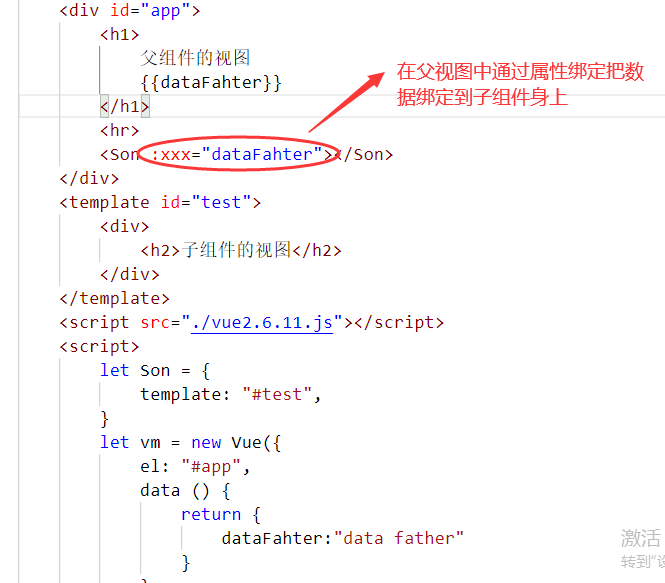 <div id="app">
<h1>
父组件的视图
{{dataFahter}}
</h1>
<hr>
<Son :xxx="dataFahter"></Son>
</div>
<template id="test">
<div>
<h2>子组件的视图</h2>
</div>
</template>
<script src="./vue2.6.11.js"></script>
<script>
let Son = {
template: "#test",
}
let vm = new Vue({
el: "#app",
data () {
return {
dataFahter:"data father"
}
在父视图中通过属性绑定把数
据绑定到子组件身上
激活
转到"设